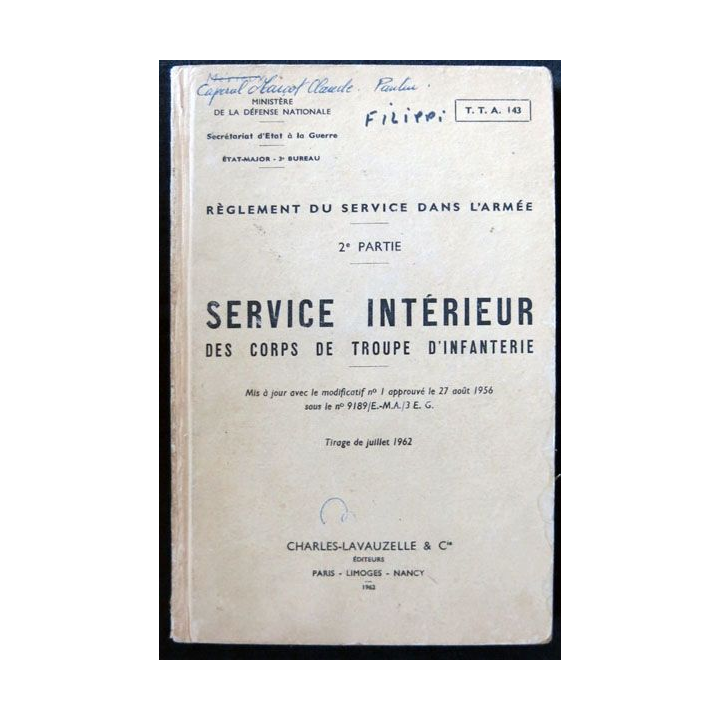 Caporal Marcot Claude. Paulin.
MINISTÈRE
DE LA DÉFENSE NATIONALE
FILIPPI
T. T. A. 143
Secrétariat d'Etat à la Guerre
ÉTAT-MAJOR - 3e BUREAU
RÈGLEMENT DU SERVICE DANS L'ARMÉE
2e PARTIE
SERVICE INTÉRIEUR
DES CORPS DE TROUPE D'INFANTERIE
Mis à jour avec le modificatif no 1 approuvé le 27 août 1956
sous le no 9189/E.-M.A./3 E. G.
Tirage de juillet 1962
CHARLES-LAVAUZELLE & Cie
ÉDITEURS
PARIS - LIMOGES - NANCY
1962